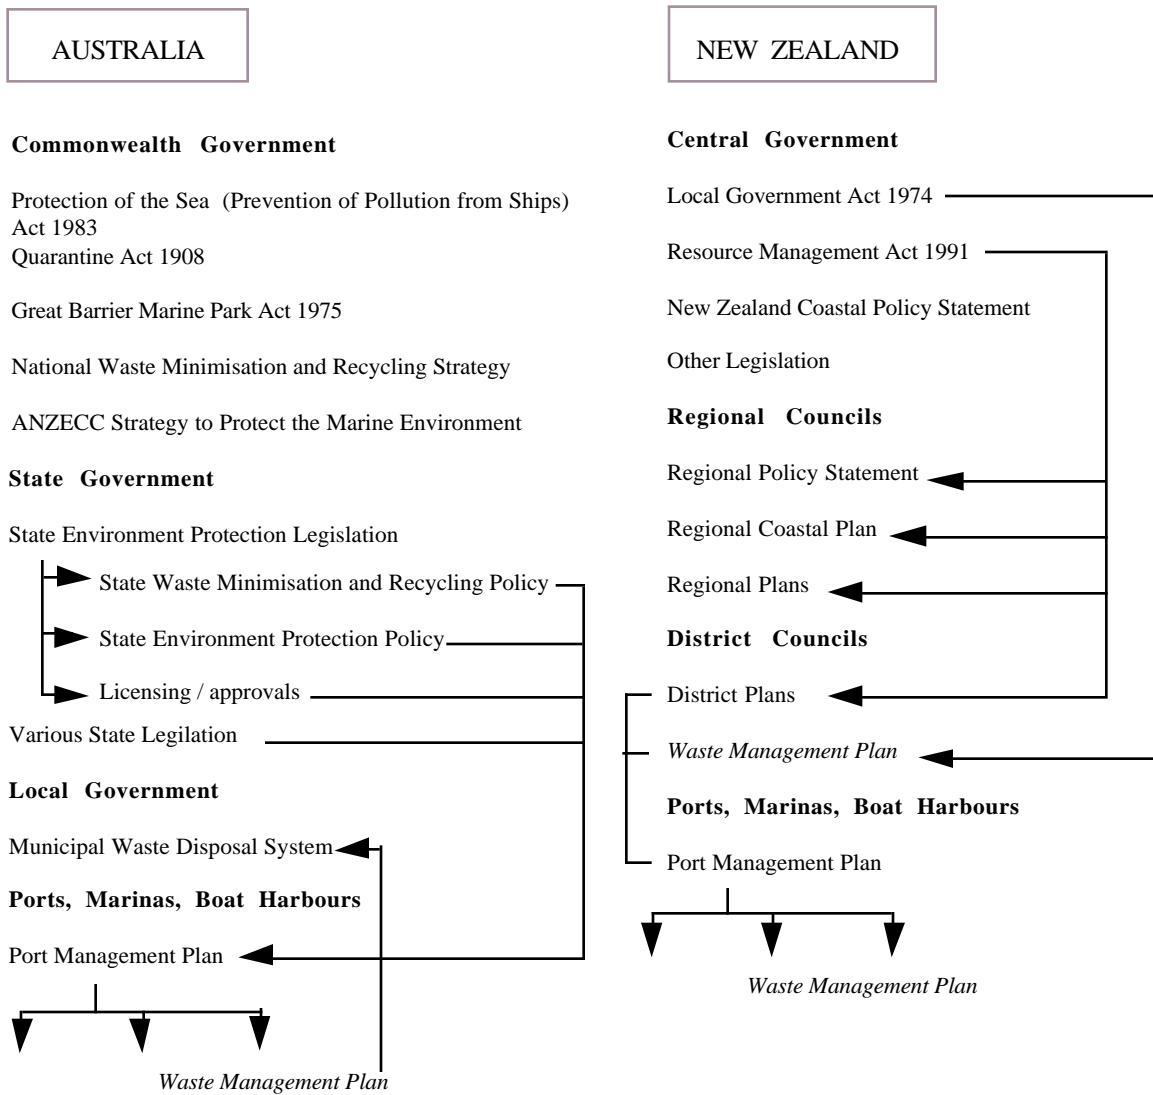 AUSTRALIA
Commonwealth Government
Protection of the Sea (Prevention of Pollution from Ships)
Act 1983
Quarantine Act 1908
Great Barrier Marine Park Act 1975
National Waste Minimisation and Recycling Strategy
ANZECC Strategy to Protect the Marine Environment
State Government
State Environment Protection Legislation
State Waste Minimisation and Recycling Policy
State Environment Protection Policy
Licensing / approvals
Various State Legilation
Local Government
Municipal Waste Disposal System
Ports, Marinas, Boat Harbours
Port Management Plan
Waste Management Plan
NEW ZEALAND
Central Government
Local Government Act 1974
Resource Management Act 1991
New Zealand Coastal Policy Statement
Other Legislation
Regional Councils
Regional Policy Statement
Regional Coastal Plan
Regional Plans
District Councils
District Plans
Waste Management Plan
Ports, Marinas, Boat Harbours
Port Management Plan
Waste Management Plan